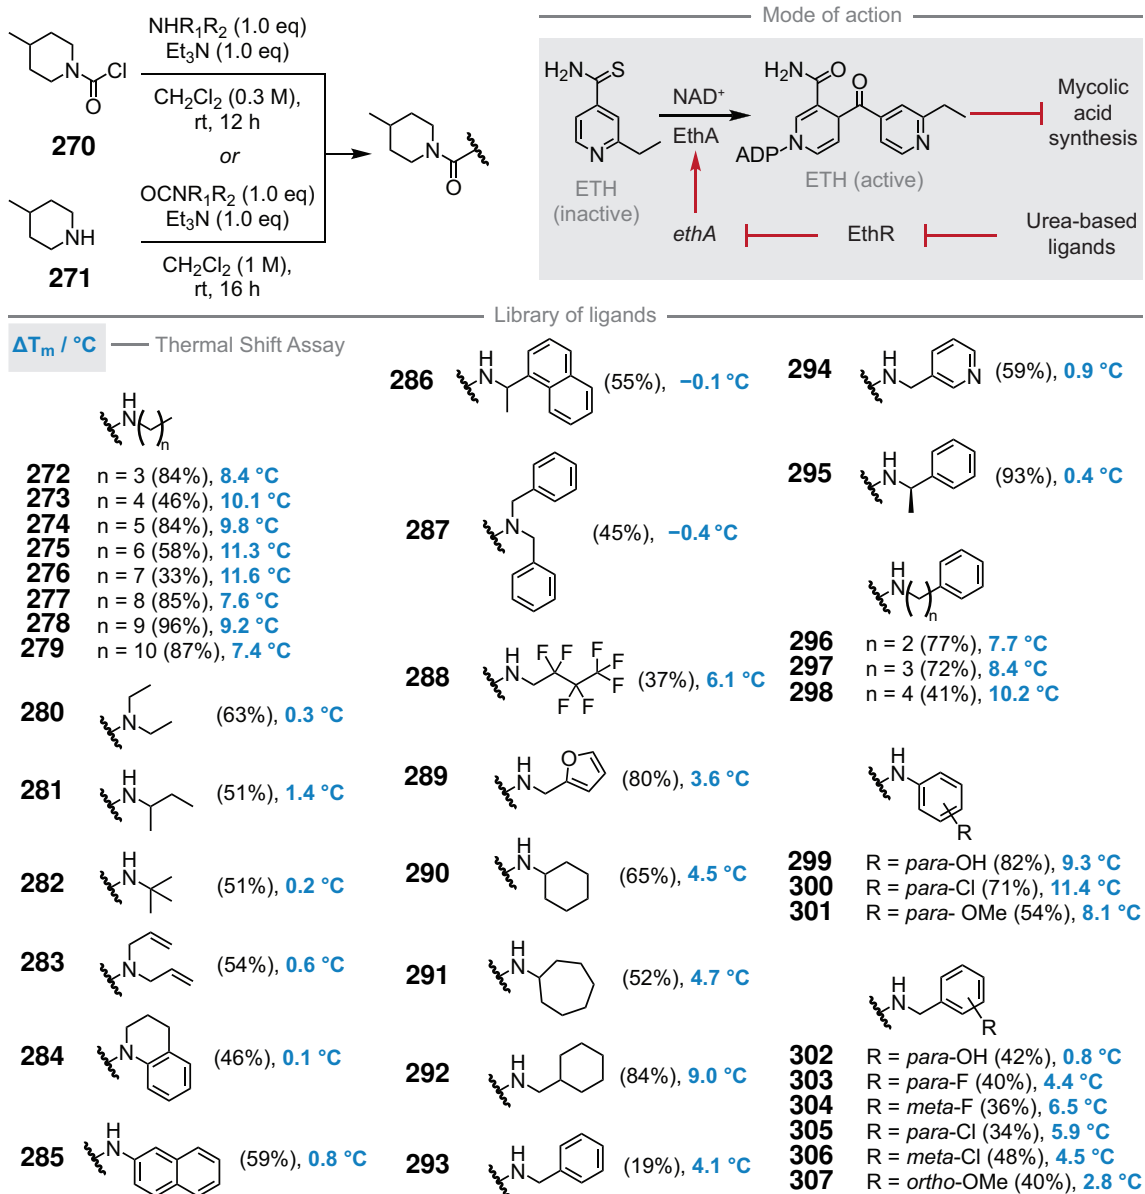 NHR1R2 (1.0 eq)
Et3N (1.0 eq)
N
Cl
O
CH2Cl2 (0.3 M),
rt, 12 h
270
or
N
O
OCNR1R2 (1.0 eq)
Et3N (1.0 eq)
NH
271
CH2Cl2 (1 M),
rt, 16 h
Mode of action
H2N
S
N
ETH
(inactive)
NAD+
EthA
H2N
O
O
N
N
ADP
ETH (active)
Mycolic
acid
synthesis
ethA
EthR
Urea-based
ligands
Library of ligands
ΔTm / °C
Thermal Shift Assay
H
N
n
272 n = 3 (84%), 8.4 °C
273 n = 4 (46%), 10.1 °C
274 n = 5 (84%), 9.8 °C
275 n = 6 (58%), 11.3 °C
276 n = 7 (33%), 11.6 °C
277 n = 8 (85%), 7.6 °C
278 n = 9 (96%), 9.2 °C
279 n = 10 (87%), 7.4 °C
280 N (63%), 0.3 °C
H
281 N (51%), 1.4 °C
H
282 N (51%), 0.2 °C
283 N (54%), 0.6 °C
284 N (46%), 0.1 °C
H
285 N (59%), 0.8 °C
H
286 N (55%), −0.1 °C
287 N (45%), −0.4 °C
H
288 N F F F F F F F (37%), 6.1 °C
H
289 N O (80%), 3.6 °C
H
290 N (65%), 4.5 °C
H
291 N (52%), 4.7 °C
H
292 N (84%), 9.0 °C
H
293 N (19%), 4.1 °C
H
294 N N (59%), 0.9 °C
H
295 N (93%), 0.4 °C
H
N
n
296 n = 2 (77%), 7.7 °C
297 n = 3 (72%), 8.4 °C
298 n = 4 (41%), 10.2 °C
H
N
R
299 R = para-OH (82%), 9.3 °C
300 R = para-Cl (71%), 11.4 °C
301 R = para- OMe (54%), 8.1 °C
H
N
R
302 R = para-OH (42%), 0.8 °C
303 R = para-F (40%), 4.4 °C
304 R = meta-F (36%), 6.5 °C
305 R = para-Cl (34%), 5.9 °C
306 R = meta-Cl (48%), 4.5 °C
307 R = ortho-OMe (40%), 2.8 °C